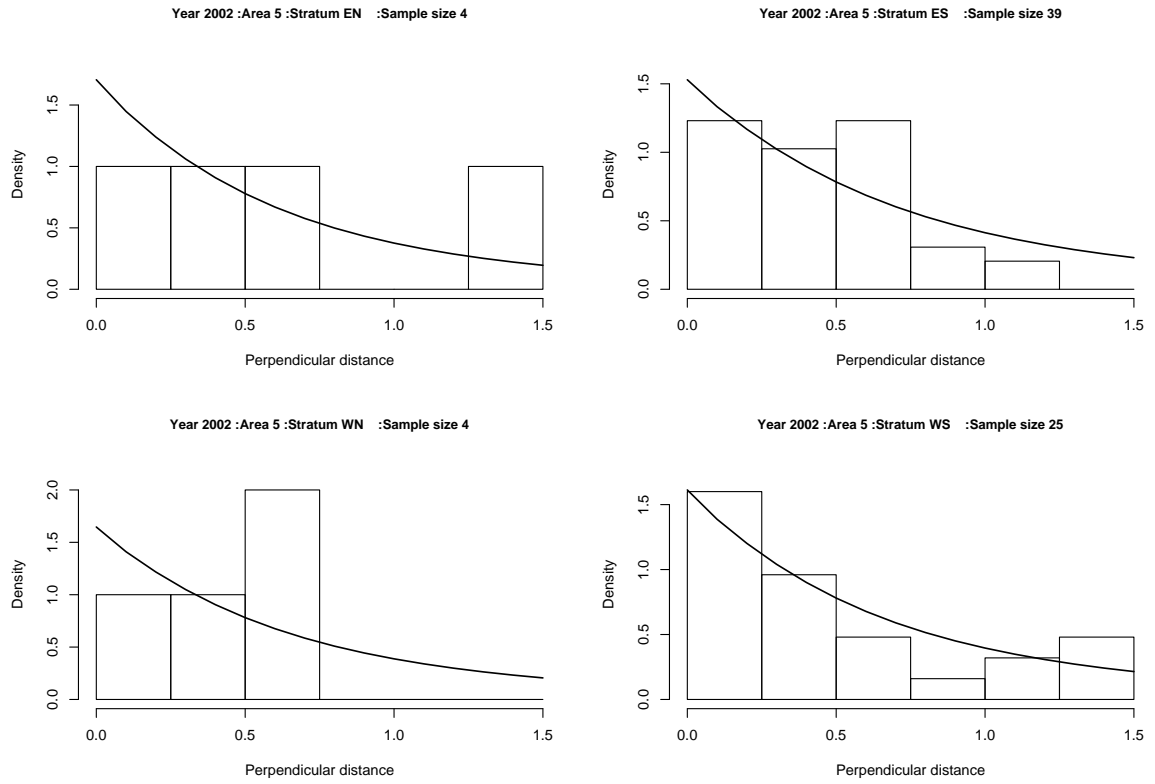 Year 2002 :Area 5 :Stratum EN :Sample size 4
Density
0.0 0.5 1.0 1.5
0.0 0.5 1.0 1.5
Perpendicular distance
Year 2002 :Area 5 :Stratum ES :Sample size 39
Density
0.0 0.5 1.0 1.5
0.0 0.5 1.0 1.5
Perpendicular distance
Year 2002 :Area 5 :Stratum WN :Sample size 4
Density
0.0 0.5 1.0 1.5 2.0
0.0 0.5 1.0 1.5
Perpendicular distance
Year 2002 :Area 5 :Stratum WS :Sample size 25
Density
0.0 0.5 1.0 1.5
0.0 0.5 1.0 1.5
Perpendicular distance